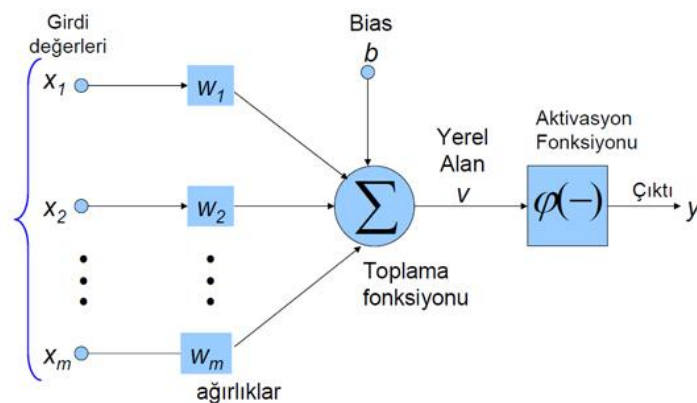 Girdi
değerleri
x1
w1
Bias
b
x2
w2
∑
Toplama
fonksiyonu
Yerel
Alan
v
Aktivasyon
Fonksiyonu
φ(−)
Çıktı
y
xm
wm
ağırlıklar